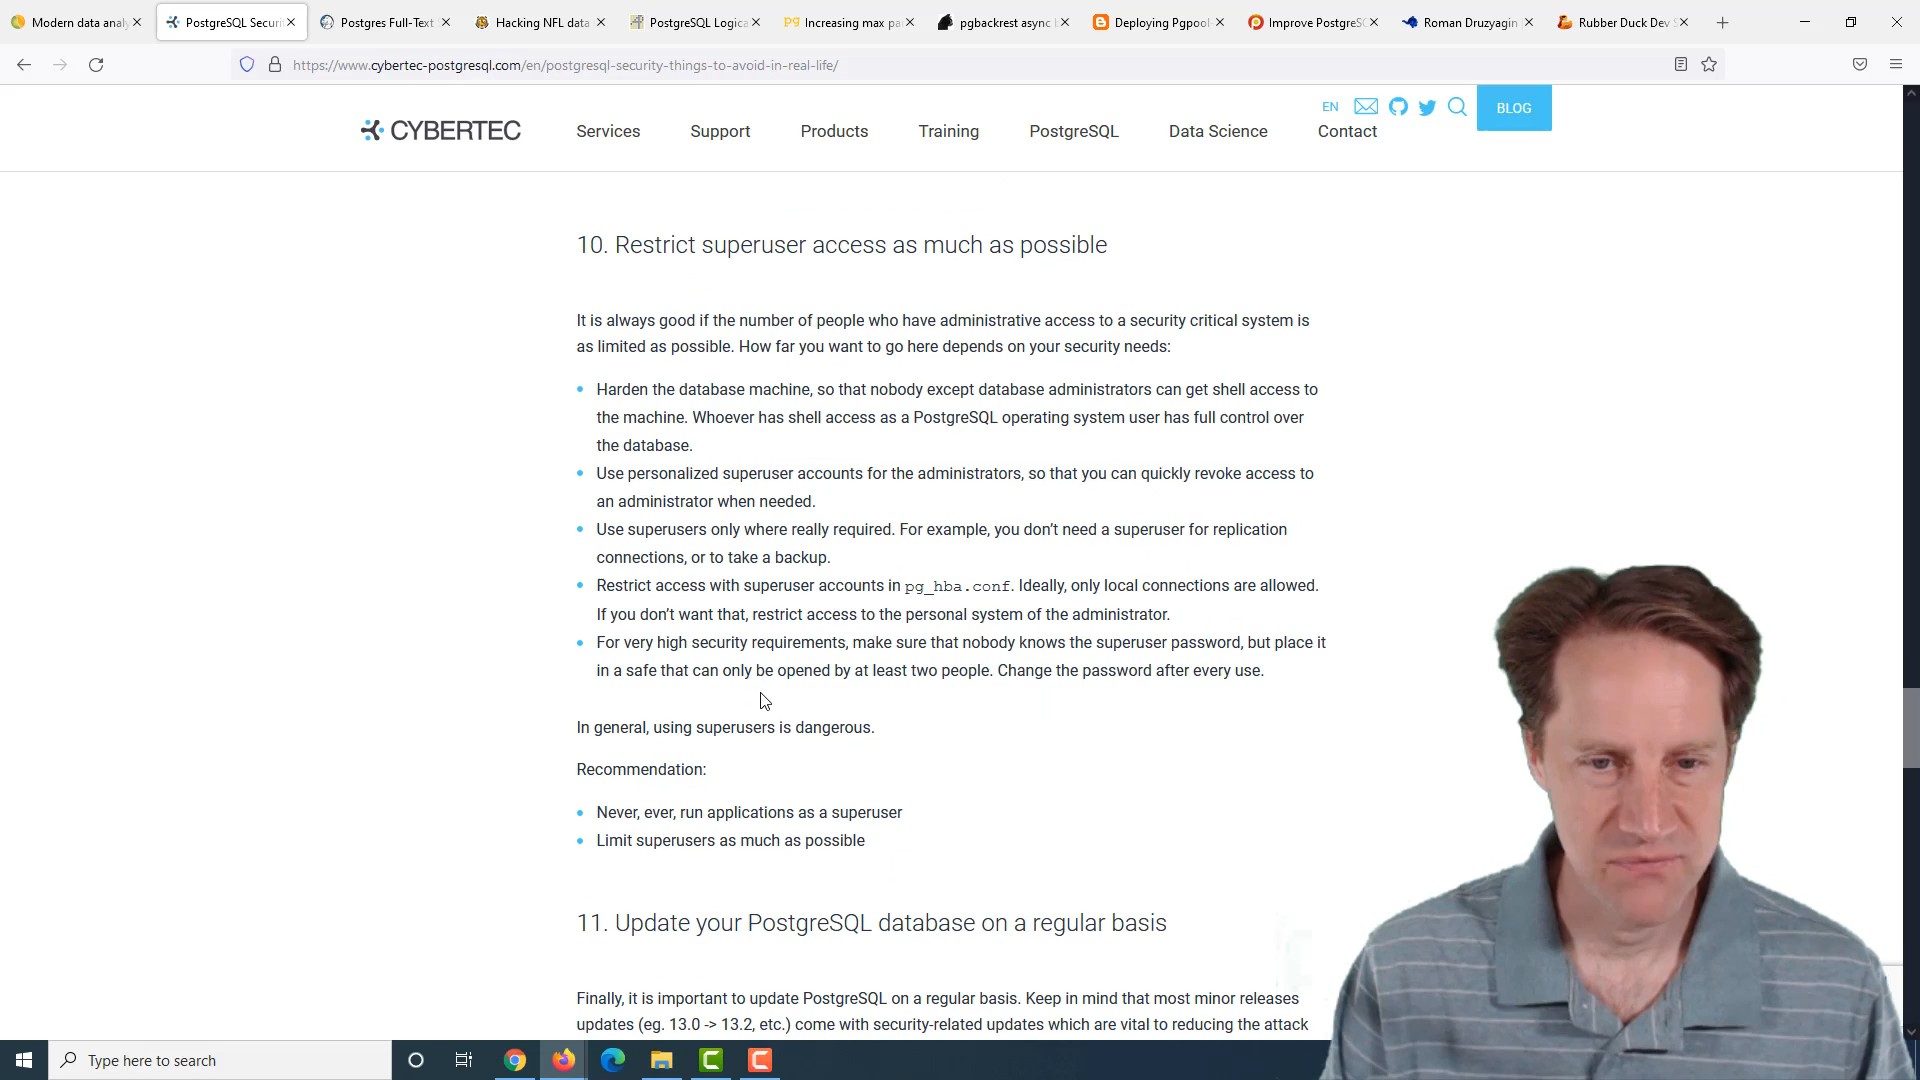 Modern data analy
PostgreSQL Securit
Postgres Full-Text
Hacking NFL data
PostgreSQL Logica
pg
Increasing max pa
pgbackrest async
Deploying Pgpool-
Improve PostgreSQ
Roman Druzyagin
Rubber Duck Dev S
https://www.cybertec-postgresql.com/en/postgresql-security-things-to-avoid-in-real-life/
EN
BLOG
CYBERTEC
Services
Support
Products
Training
PostgreSQL
Data Science
Contact
10. Restrict superuser access as much as possible
It is always good if the number of people who have administrative access to a security critical system is
as limited as possible. How far you want to go here depends on your security needs:
Harden the database machine, so that nobody except database administrators can get shell access to
the machine. Whoever has shell access as a PostgreSQL operating system user has full control over
the database.
Use personalized superuser accounts for the administrators, so that you can quickly revoke access to
an administrator when needed.
Use superusers only where really required. For example, you don’t need a superuser for replication
connections, or to take a backup.
Restrict access with superuser accounts in pg_hba.conf. Ideally, only local connections are allowed.
If you don’t want that, restrict access to the personal system of the administrator.
For very high security requirements, make sure that nobody knows the superuser password, but place it
in a safe that can only be opened by at least two people. Change the password after every use.
In general, using superusers is dangerous.
Recommendation:
Never, ever, run applications as a superuser
Limit superusers as much as possible
11. Update your PostgreSQL database on a regular basis
Finally, it is important to update PostgreSQL on a regular basis. Keep in mind that most minor releases
updates (eg. 13.0 -> 13.2, etc.) come with security-related updates which are vital to reducing the attack
Type here to search